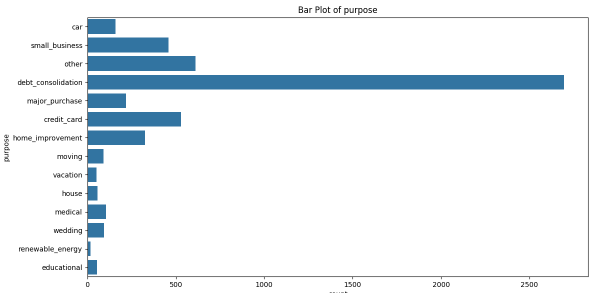 Bar Plot of purpose
purpose
car
small_business
other
debt_consolidation
major_purchase
credit_card
home_improvement
moving
vacation
house
medical
wedding
renewable_energy
educational
0 500 1000 1500 2000 2500